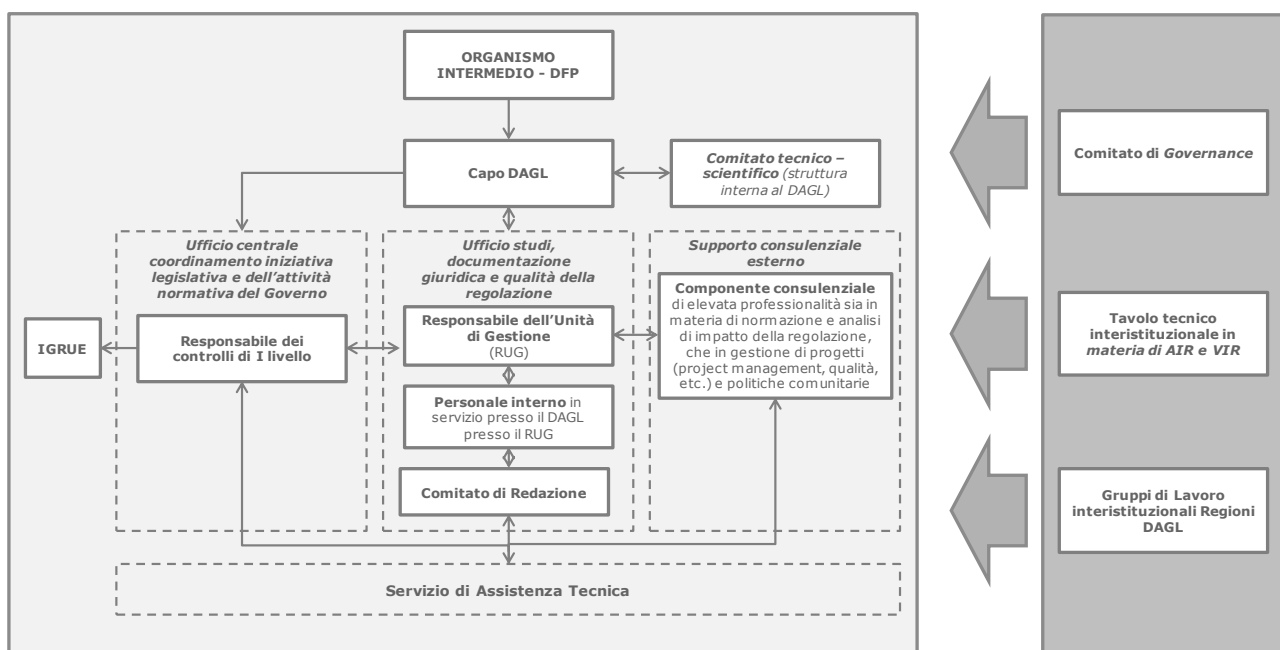 ORGANISMO
INTERMEDIO - DFP
Capo DAGL
Comitato tecnico –
scientifico (struttura
interna al DAGL)
Ufficio centrale
coordinamento iniziativa
legislativa e dell’attività
normativa del Governo
Ufficio studi,
documentazione
giuridica e qualità della
regolazione
Supporto consulenziale
esterno
IGRUE
Responsabile dei
controlli di I livello
Responsabile dell’Unità
di Gestione
(RUG)
Componente consulenziale
di elevata professionalità sia in
materia di normazione e analisi
di impatto della regolazione,
che in gestione di progetti
(project management, qualità,
etc.) e politiche comunitarie
Personale interno in
servizio presso il DAGL
presso il RUG
Comitato di Redazione
Servizio di Assistenza Tecnica
Comitato di Governance
Tavolo tecnico
interistituzionale in
materia di AIR e VIR
Gruppi di Lavoro
interistituzionali Regioni
DAGL